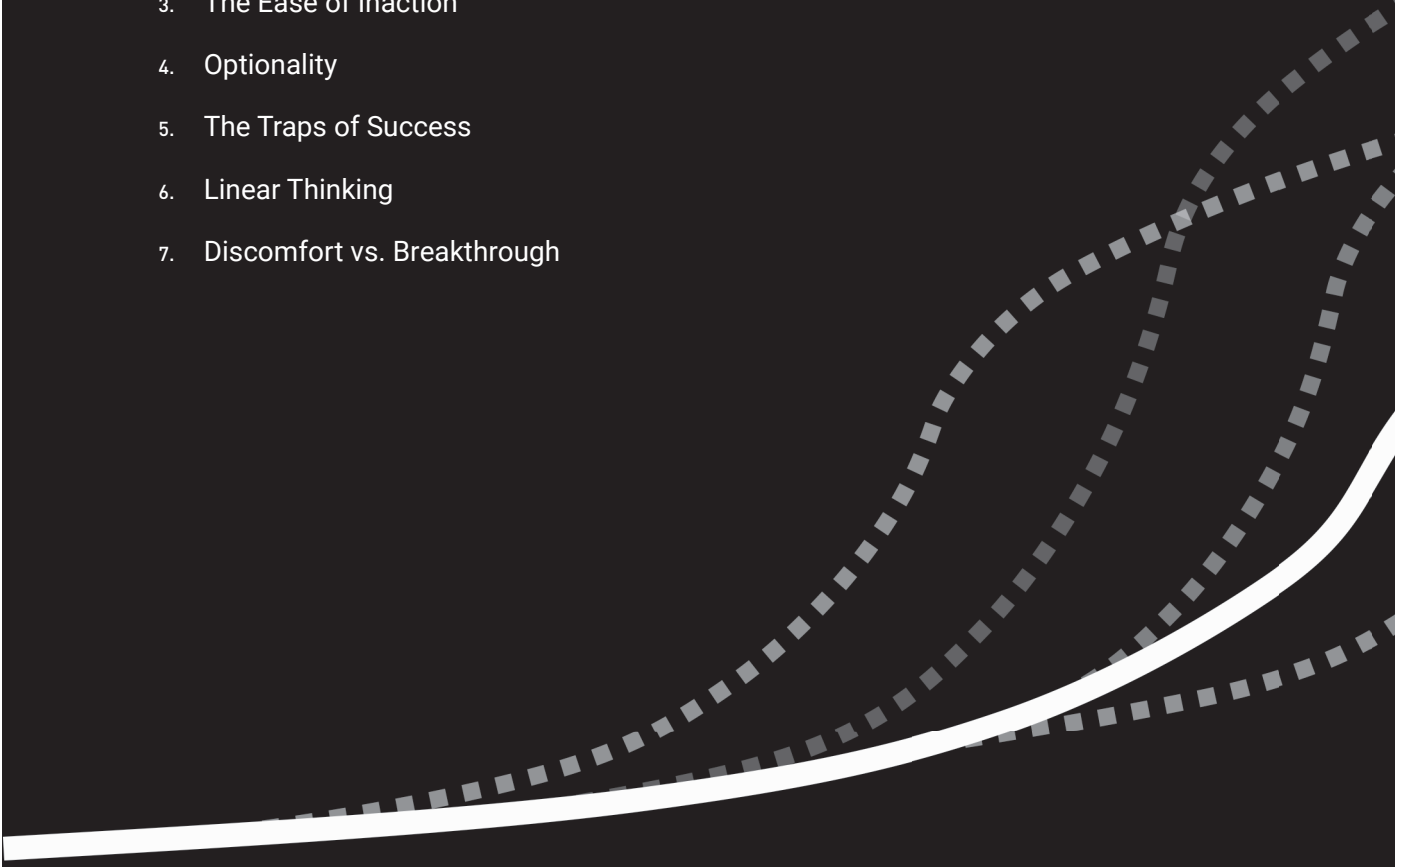 3. The Ease of Inaction
4. Optionality
5. The Traps of Success
6. Linear Thinking
7. Discomfort vs. Breakthrough